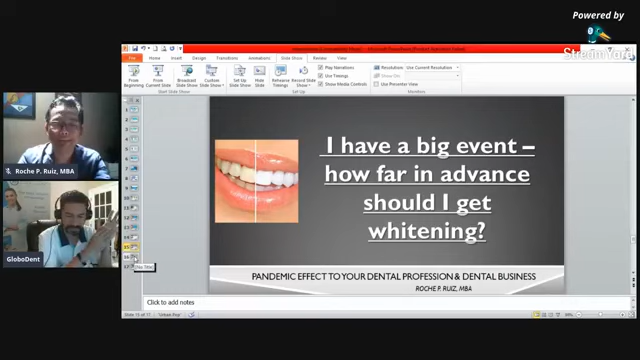 Powered by
StreamYard
File Home Insert Design Transitions Animations Slide Show Review View
From Beginning
From Current Slide
Broadcast Slide Show
Custom Slide Show
Set Up Slide Show
Hide Slide
Rehearse Timings
Record Slide Show
Play Narrations
Use Timings
Show Media Controls
Resolution: Use Current Resolution
Show On:
Use Presenter View
Start Slide Show
Set Up
Monitors
I have a big event –
how far in advance
should I get
whitening?
PANDEMIC EFFECT TO YOUR DENTAL PROFESSION & DENTAL BUSINESS
ROCHE P. RUIZ, MBA
Click to add notes
Slide 15 of 17
Roche P. Ruiz, MBA
GloboDent